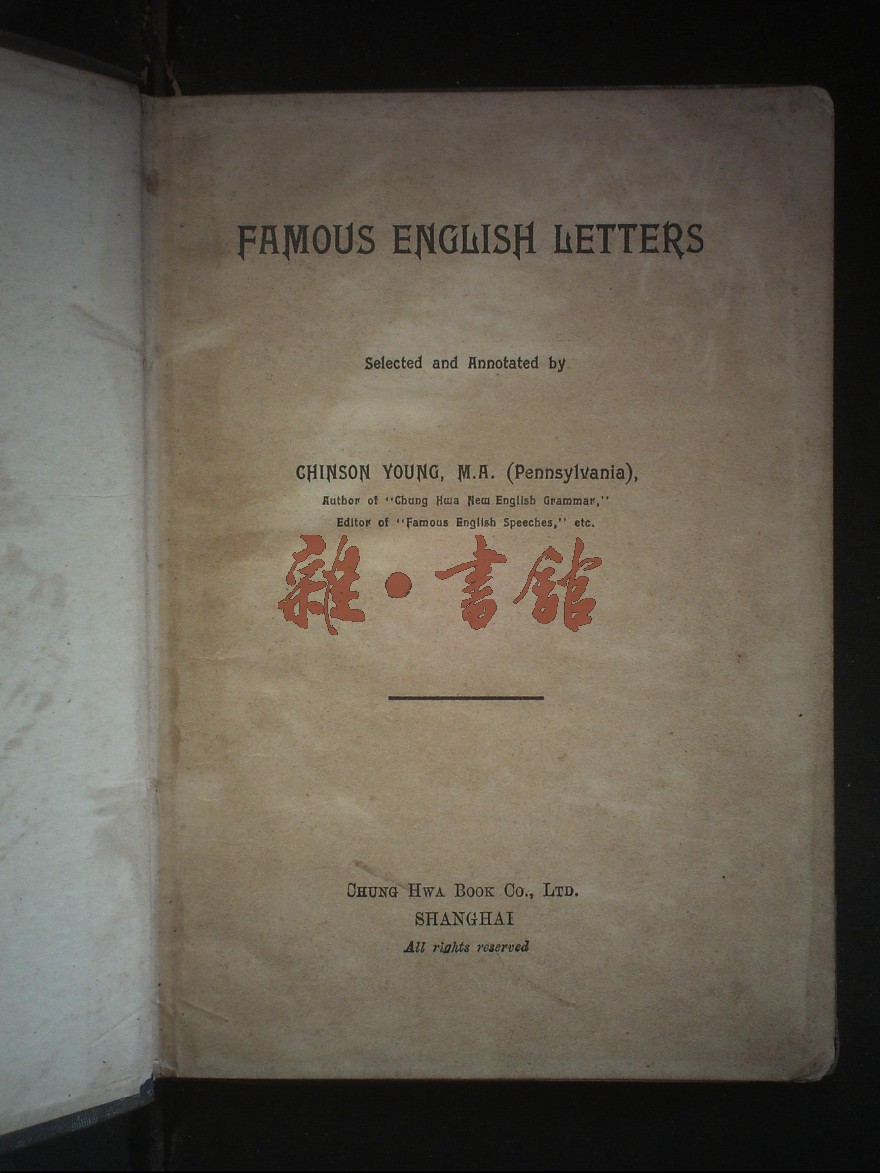 FAMOUS ENGLISH LETTERS
Selected and Annotated by
CHINSON YOUNG, M.A. (Pennsylvania),
Author of "Chung Hwa New English Grammar,"
Editor of "Famous English Speeches," etc.
雜・書館
CHUNG HWA BOOK CO., LTD.
SHANGHAI
All rights reserved